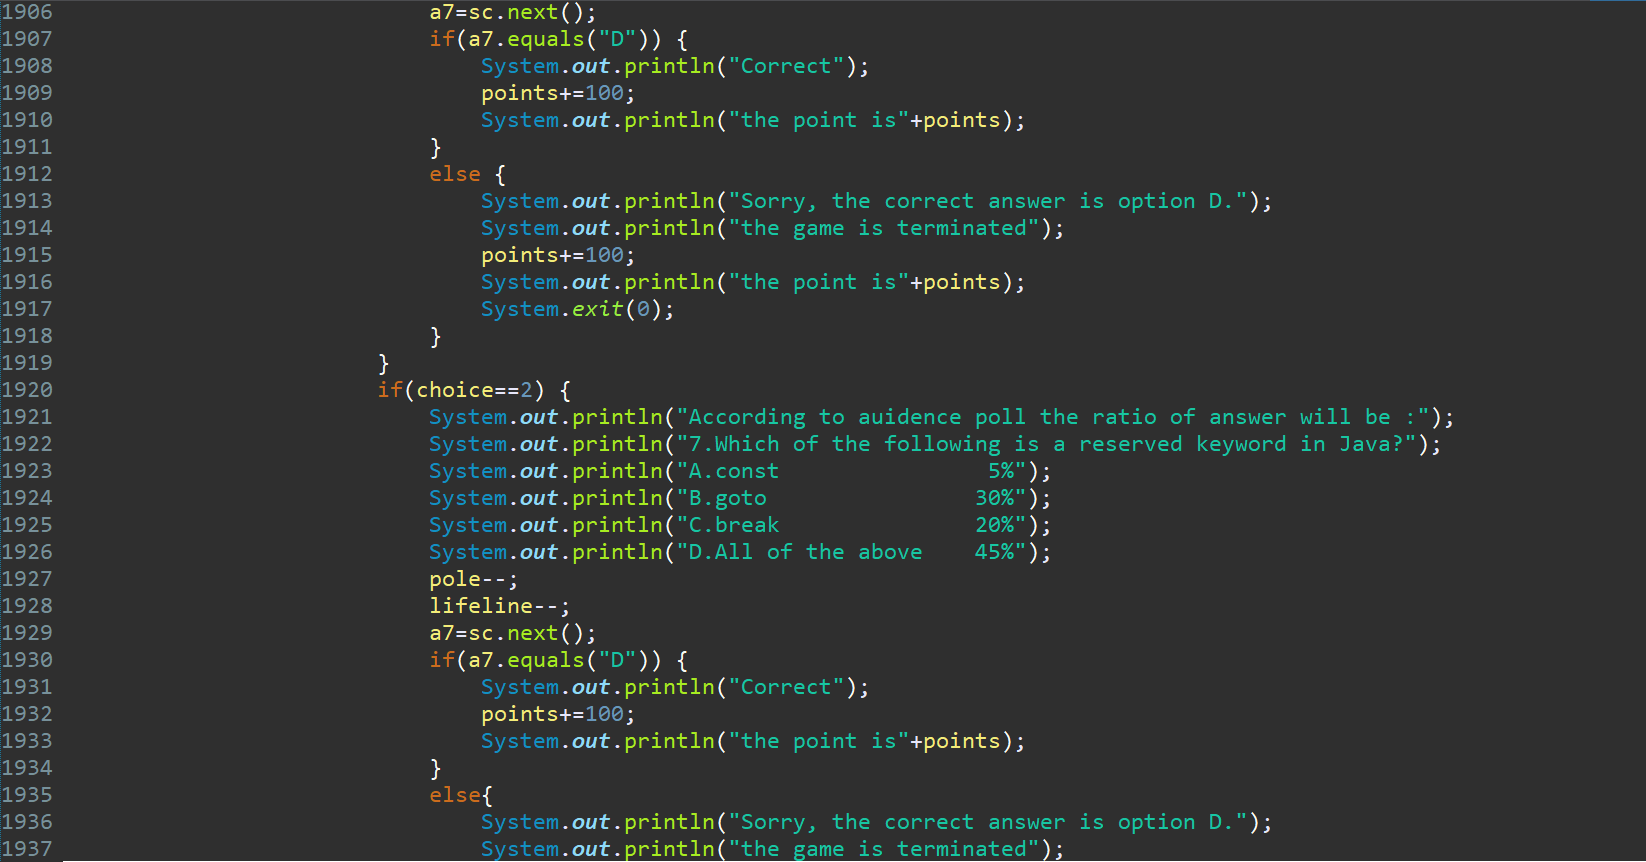 1906 a7=sc.next();
1907 if(a7.equals("D")) {
1908 System.out.println("Correct");
1909 points+=100;
1910 System.out.println("the point is"+points);
1911 }
1912 else {
1913 System.out.println("Sorry, the correct answer is option D.");
1914 System.out.println("the game is terminated");
1915 points+=100;
1916 System.out.println("the point is"+points);
1917 System.exit(0);
1918 }
1919 }
1920 if(choice==2) {
1921 System.out.println("According to auidence poll the ratio of answer will be :");
1922 System.out.println("7.Which of the following is a reserved keyword in Java?");
1923 System.out.println("A.const                5%");
1924 System.out.println("B.goto                30%");
1925 System.out.println("C.break               20%");
1926 System.out.println("D.All of the above    45%");
1927 pole--;
1928 lifeline--;
1929 a7=sc.next();
1930 if(a7.equals("D")) {
1931 System.out.println("Correct");
1932 points+=100;
1933 System.out.println("the point is"+points);
1934 }
1935 else{
1936 System.out.println("Sorry, the correct answer is option D.");
1937 System.out.println("the game is terminated");